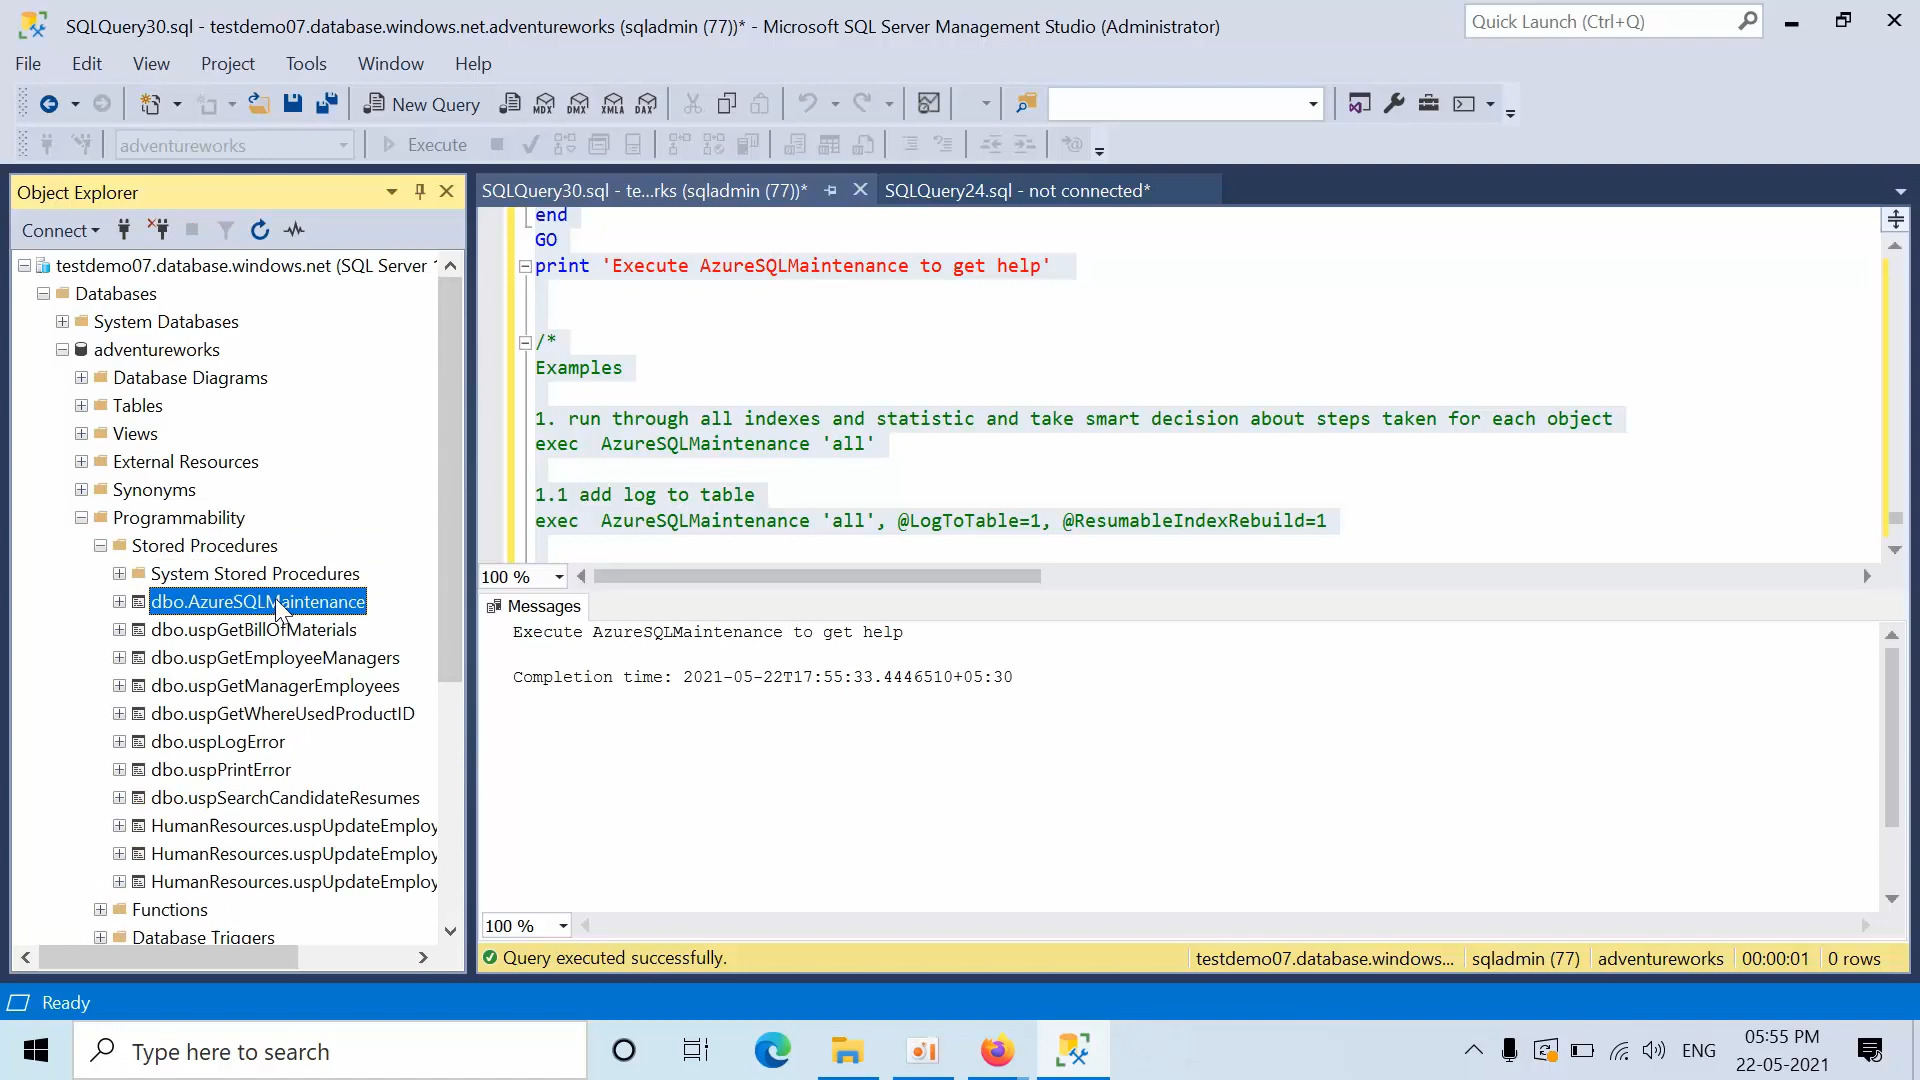 SQLQuery30.sql - testdemo07.database.windows.net.adventureworks (sqladmin (77))* - Microsoft SQL Server Management Studio (Administrator)
Quick Launch (Ctrl+Q)
File Edit View Project Tools Window Help
New Query
MDX DMX XMLA DAX
adventureworks
Execute
Object Explorer
SQLQuery30.sql - te...rks (sqladmin (77))*
SQLQuery24.sql - not connected*
Connect
testdemo07.database.windows.net (SQL Server 1
Databases
System Databases
adventureworks
Database Diagrams
Tables
Views
External Resources
Synonyms
Programmability
Stored Procedures
System Stored Procedures
dbo.AzureSQLMaintenance
dbo.uspGetBillOfMaterials
dbo.uspGetEmployeeManagers
dbo.uspGetManagerEmployees
dbo.uspGetWhereUsedProductID
dbo.uspLogError
dbo.uspPrintError
dbo.uspSearchCandidateResumes
HumanResources.uspUpdateEmploy
HumanResources.uspUpdateEmploy
HumanResources.uspUpdateEmploy
Functions
Database Triggers
end
GO
print 'Execute AzureSQLMaintenance to get help'
/*
Examples
1. run through all indexes and statistic and take smart decision about steps taken for each object
exec  AzureSQLMaintenance 'all'
1.1 add log to table
exec  AzureSQLMaintenance 'all', @LogToTable=1, @ResumableIndexRebuild=1
100 %
Messages
Execute AzureSQLMaintenance to get help
Completion time: 2021-05-22T17:55:33.4446510+05:30
100 %
Query executed successfully.
testdemo07.database.windows...
sqladmin (77)
adventureworks
00:00:01
0 rows
Ready
Type here to search
ENG
05:55 PM
22-05-2021